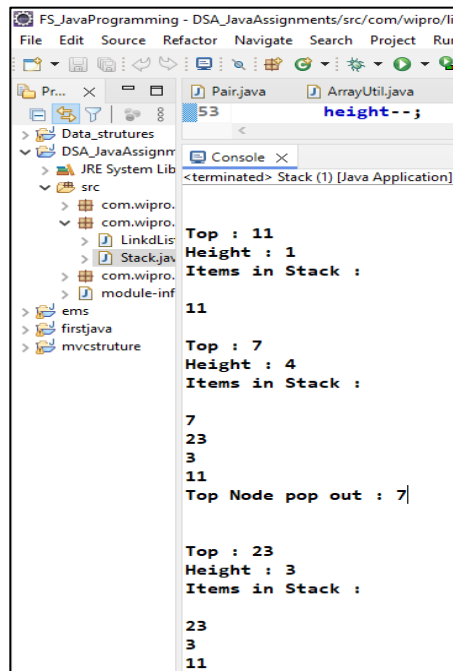 FS_JavaProgramming - DSA_JavaAssignments/src/com/wipro/li
File Edit Source Refactor Navigate Search Project Run
Pr...
Pair.java ArrayUtil.java
53 height--;
Data_strutures
DSA_JavaAssignm
JRE System Lib
src
com.wipro.
com.wipro.
LinkdLis
Stack.jav
com.wipro.
module-inf
ems
firstjava
mvcstruture
Console
<terminated> Stack (1) [Java Application]
Top : 11
Height : 1
Items in Stack :
11
Top : 7
Height : 4
Items in Stack :
7
23
3
11
Top Node pop out : 7
Top : 23
Height : 3
Items in Stack :
23
3
11